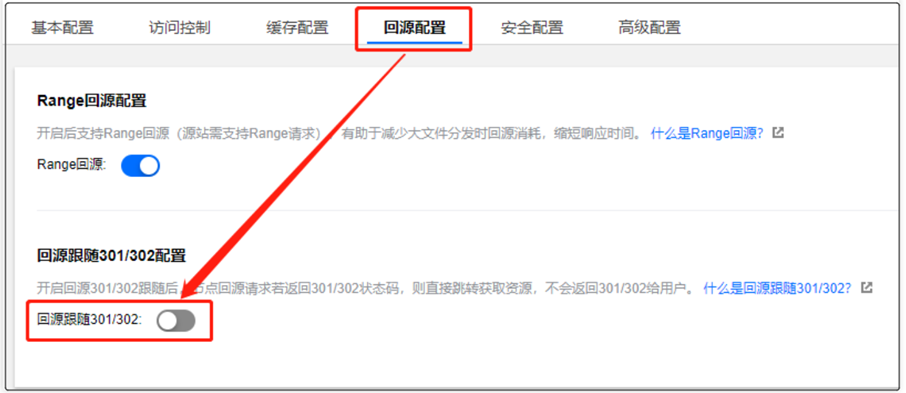 基本配置 访问控制 缓存配置 回源配置 安全配置 高级配置
Range回源配置
开启后支持Range回源（源站需支持Range请求），有助于减少大文件分发时回源消耗，缩短响应时间。 什么是Range回源?
Range回源:
回源跟随301/302配置
开启回源301/302跟随后，节点回源请求若返回301/302状态码，则直接跳转获取资源，不会返回301/302给用户。 什么是回源跟随301/302?
回源跟随301/302: